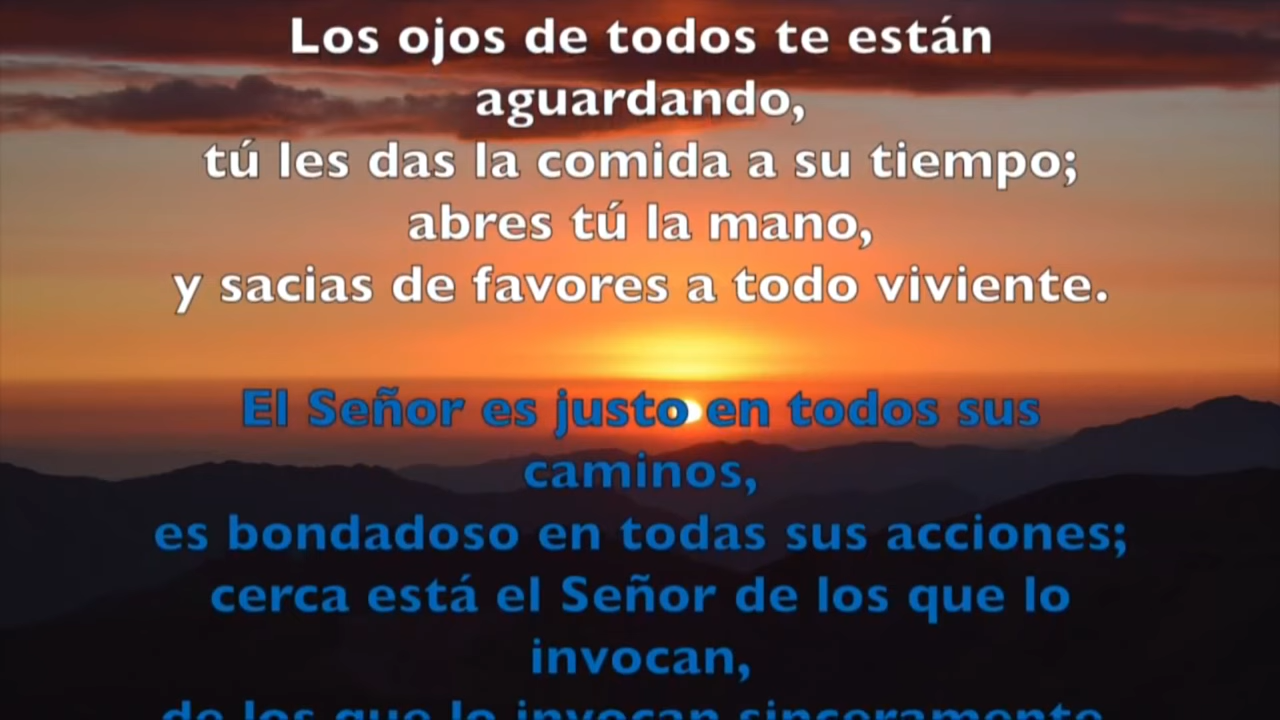 Los ojos de todos te están
aguardando,
tú les das la comida a su tiempo;
abres tú la mano,
y sacias de favores a todo viviente.
El Señor es justo en todos sus
caminos,
es bondadoso en todas sus acciones;
cerca está el Señor de los que lo
invocan,
de los que lo invocan sinceramente